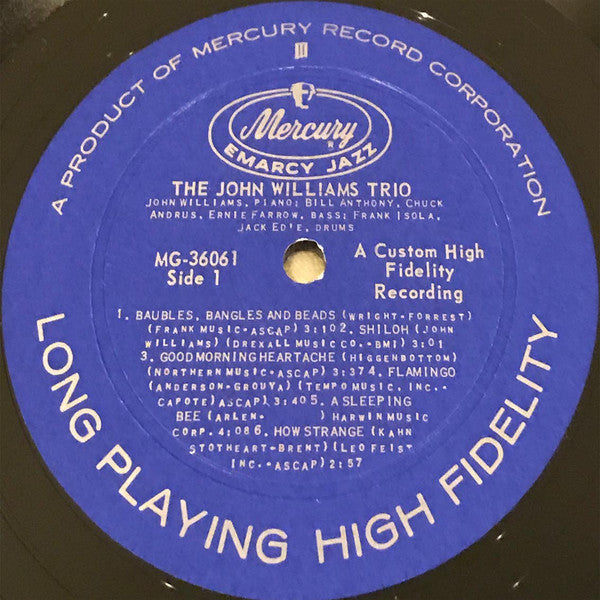 A PRODUCT OF MERCURY RECORD CORPORATION
III
Mercury
®
EMARCY JAZZ
THE JOHN WILLIAMS TRIO
JOHN WILLIAMS, PIANO; BILL ANTHONY, CHUCK
ANDRUS, ERNIE FARROW, BASS; FRANK ISOLA,
JACK EDIE, DRUMS
MG-36061
Side 1
A Custom High
Fidelity
Recording
1. BAUBLES, BANGLES AND BEADS (WRIGHT-FORREST)
(FRANK MUSIC-ASCAP) 3:10 2. SHILOH (JOHN
WILLIAMS) (DREXALL MUSIC CO.-BMI) 3:01
3. GOOD MORNING HEARTACHE (HIGGENBOTTOM)
(NORTHERN MUSIC-ASCAP) 3:37 4. FLAMINGO
(ANDERSON-GROUYA) (TEMPO MUSIC, INC.-
ASCAP) 3:40 5. A SLEEPING
BEE (ARLEN-CAPOTE) HARWIN MUSIC
CORP. 4:08 6. HOW STRANGE (KAHN
STOTHEART-BRENT) (LEO FEIST
INC.-ASCAP) 2:57
LONG PLAYING HIGH FIDELITY